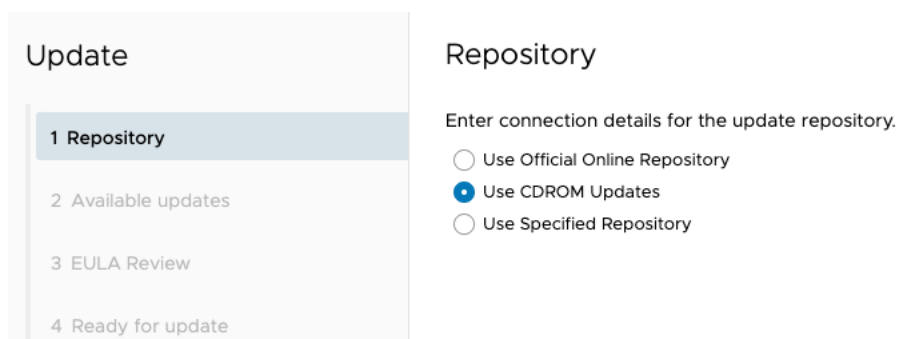 Update
1 Repository
2 Available updates
3 EULA Review
4 Ready for update
Repository
Enter connection details for the update repository.
Use Official Online Repository
Use CDROM Updates
Use Specified Repository